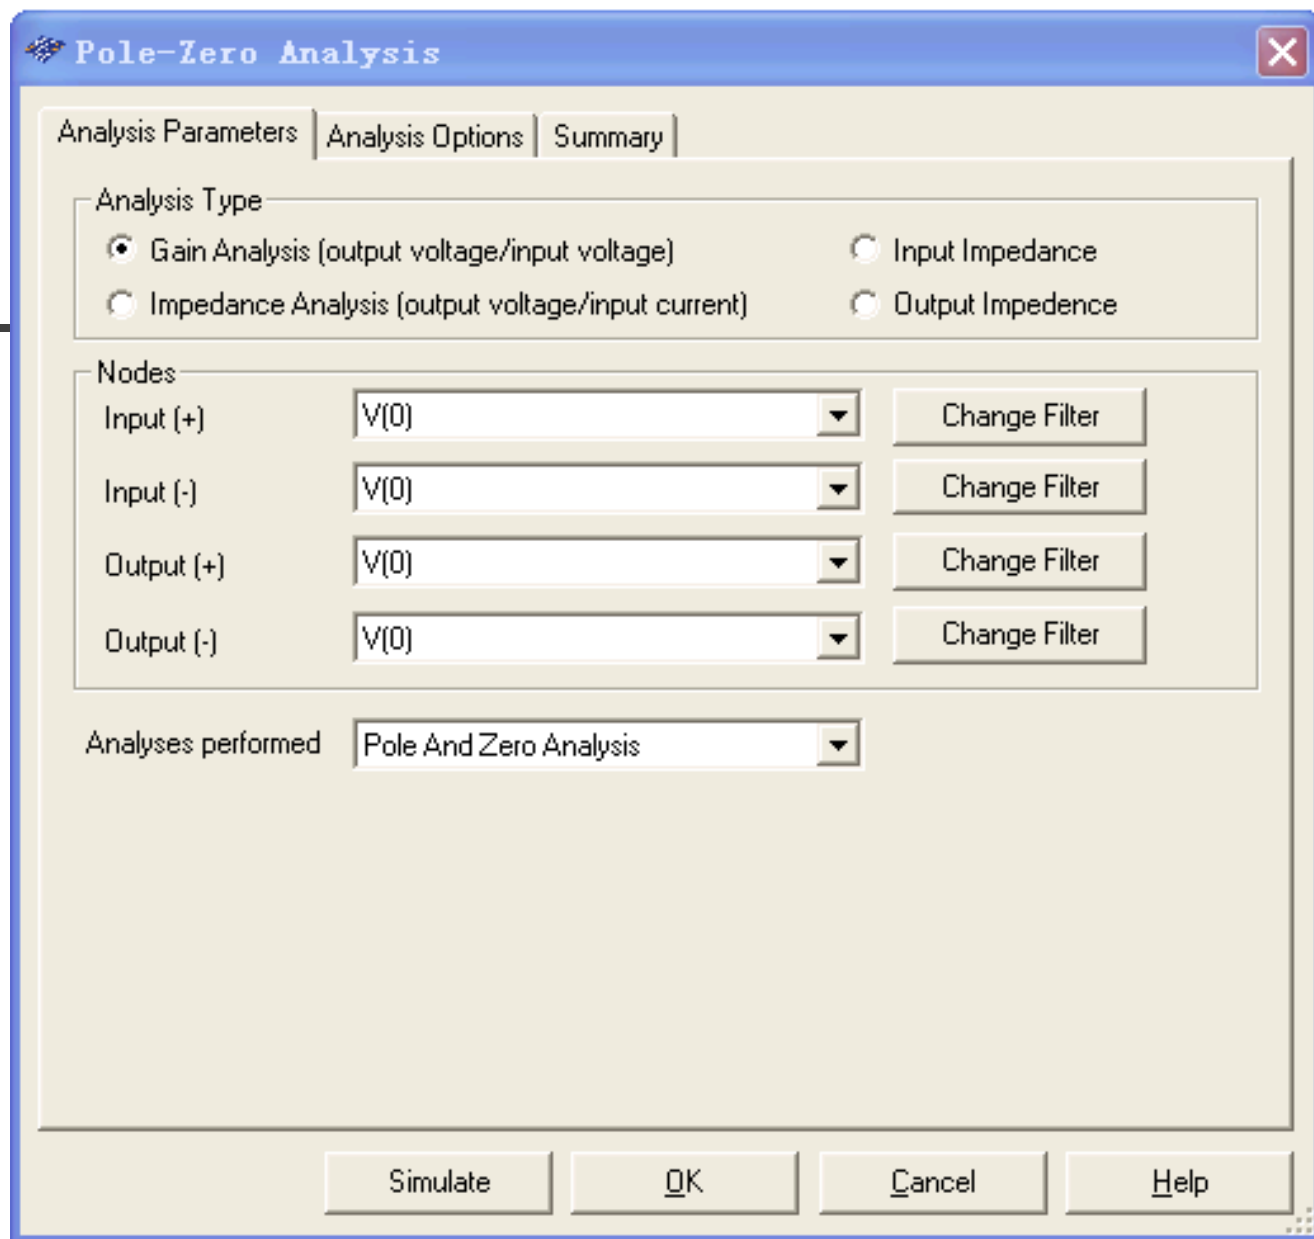 Pole-Zero Analysis
Analysis Parameters Analysis Options Summary
Analysis Type
Gain Analysis (output voltage/input voltage) Input Impedance
Impedance Analysis (output voltage/input current) Output Impedence
Nodes
Input (+) V(0) Change Filter
Input (-) V(0) Change Filter
Output (+) V(0) Change Filter
Output (-) V(0) Change Filter
Analyses performed Pole And Zero Analysis
Simulate OK Cancel Help